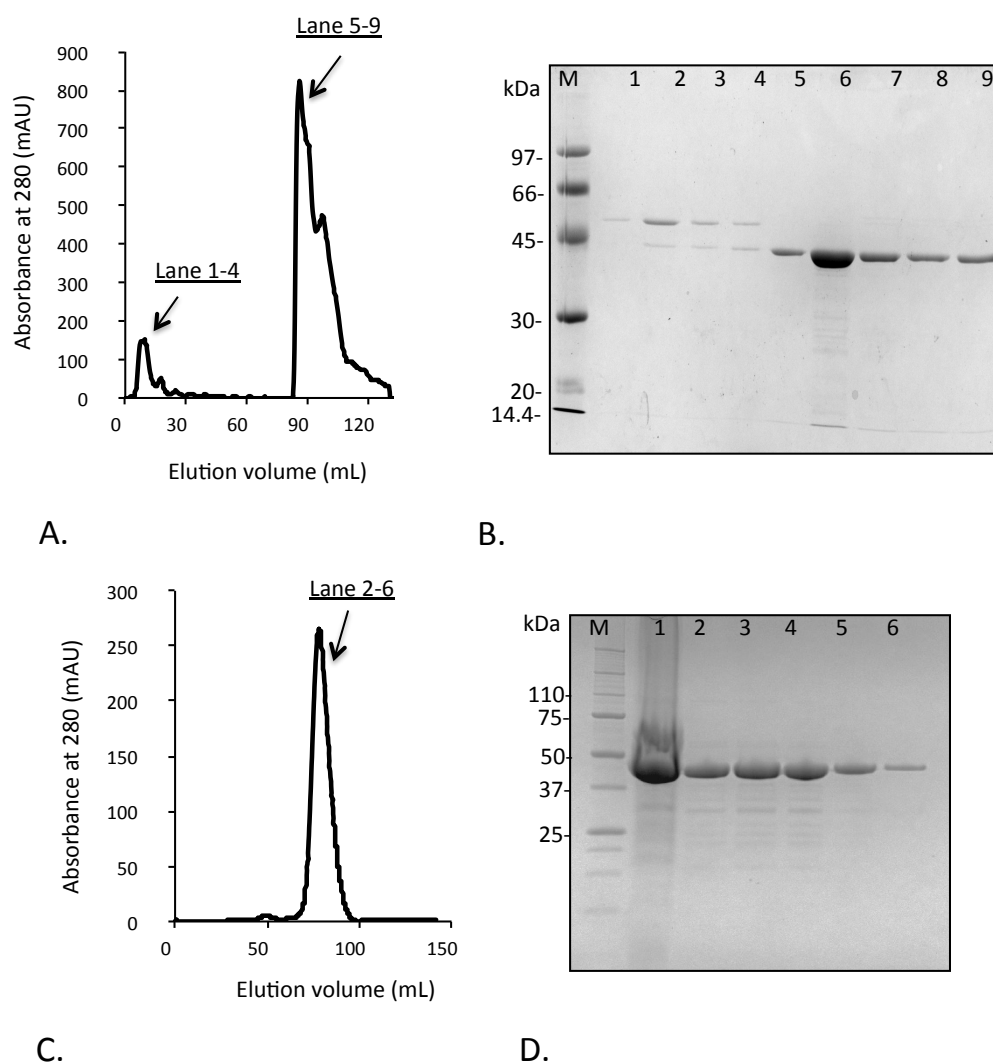 Lane 5-9
900
800
700
600
500
400
300
200
100
0
Absorbance at 280 (mAU)
Lane 1-4
0 30 60 90 120
Elution volume (mL)
A.
kDa
M 1 2 3 4 5 6 7 8 9
97-
66-
45-
30-
20-
14.4-
B.
Lane 2-6
300
250
200
150
100
50
0
Absorbance at 280 (mAU)
0 50 100 150
Elution volume (mL)
C.
kDa
M 1 2 3 4 5 6
110-
75-
50-
37-
25-
D.